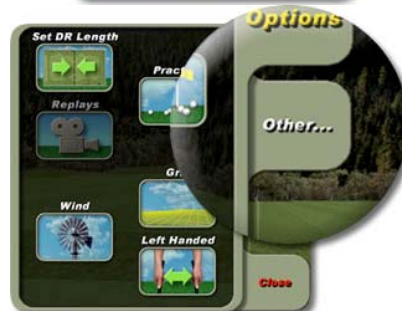 Options
Set DR Length
Replays
Other...
Wind
Left Handed
Close